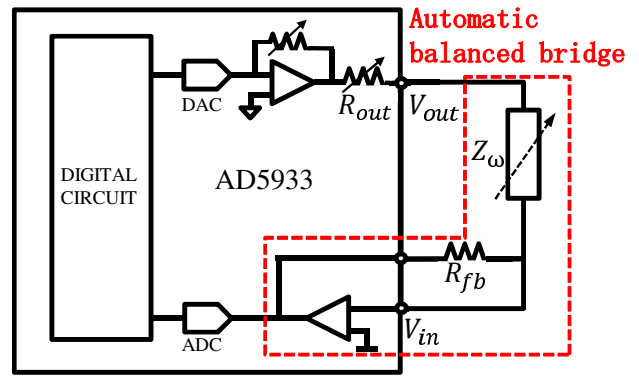 Automatic
balanced bridge
DAC
R_out
V_out
Z_ω
DIGITAL
CIRCUIT
AD5933
R_fb
ADC
V_in